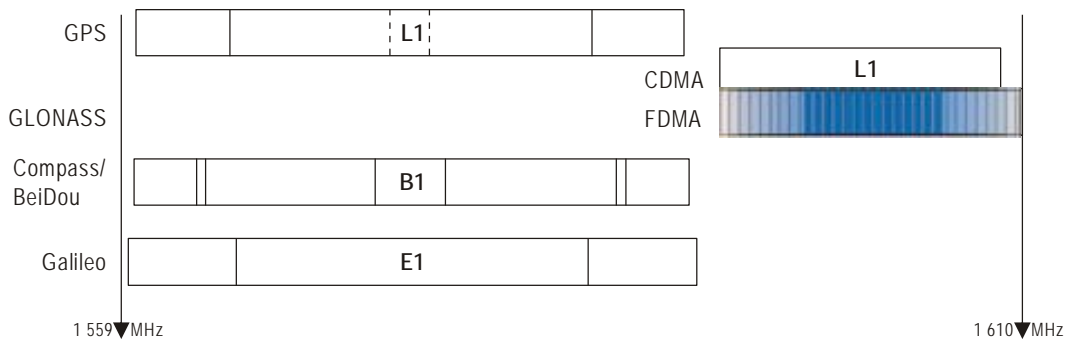 GPS L1
CDMA L1
GLONASS FDMA
Compass/
BeiDou B1
Galileo E1
1 559 MHz 1 610 MHz